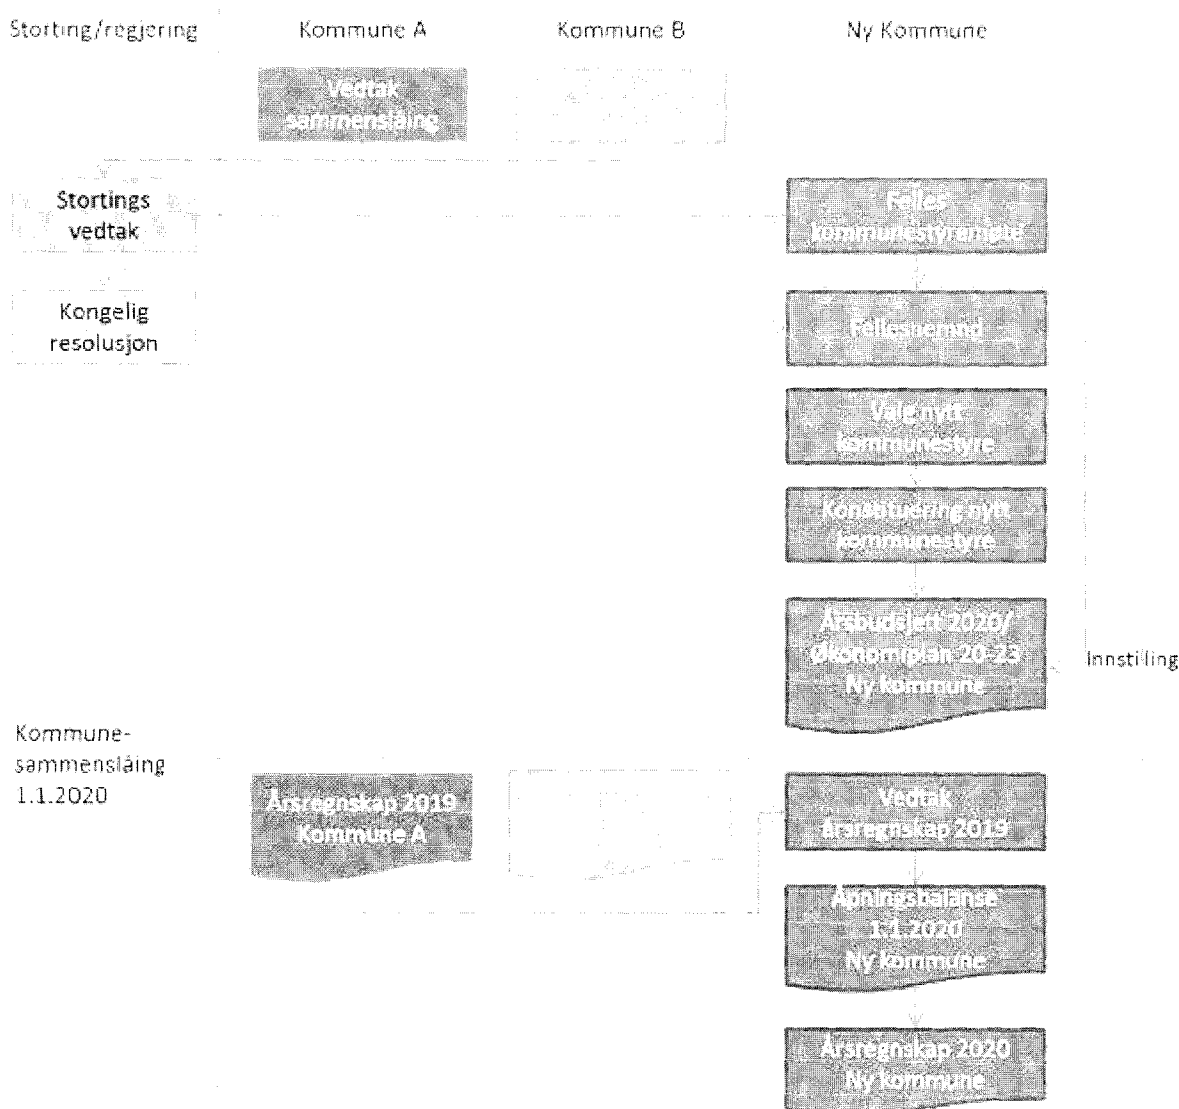 Storting/regjering
Kommune A
Kommune B
Ny Kommune
Vedtak
sammenslåing
Stortings
vedtak
Felles
kommunestyremøte
Kongelig
resolusjon
Fellesnemnd
Valg nytt
kommunestyre
Konstituering nytt
kommunestyre
Årsbudsjett 2020/
Økonomiplan 20-23
Ny kommune
Innstilling
Kommune-
sammenslåing
1.1.2020
Årsregnskap 2019
Kommune A
Vedtak
Årsregnskap 2019
Åpningsbalanse
1.1.2020
Ny kommune
Årsregnskap 2020
Ny kommune